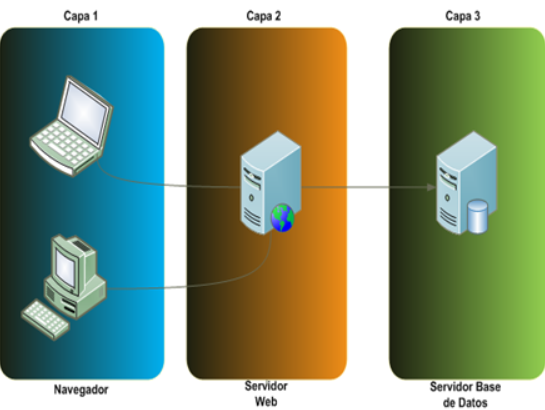 Capa 1
Capa 2
Capa 3
Navegador
Servidor
Web
Servidor Base
de Datos